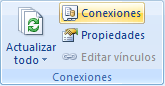 Actualizar
todo
Conexiones
Propiedades
Editar vínculos
Conexiones